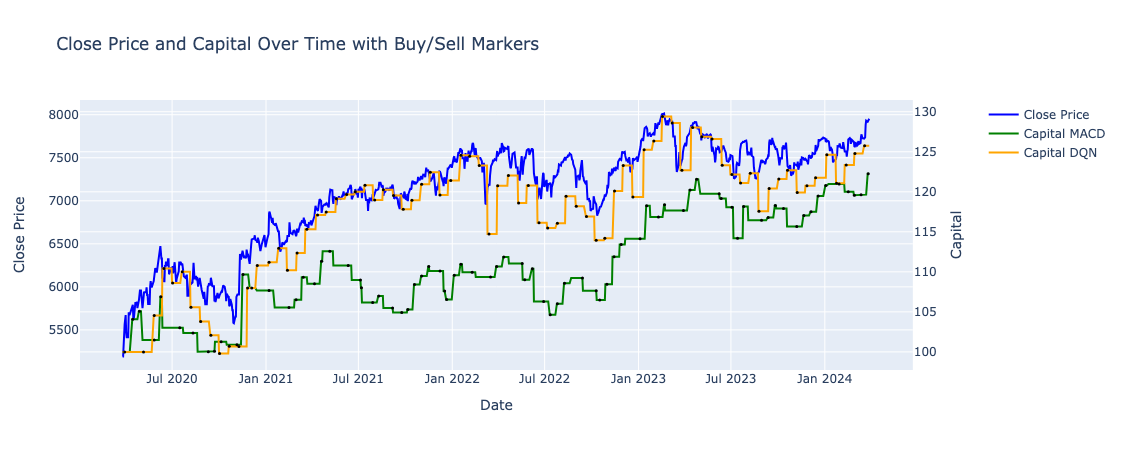 Close Price and Capital Over Time with Buy/Sell Markers
8000
7500
7000
6500
6000
5500
Close Price
130
125
120
115
110
105
100
Capital
Close Price
Capital MACD
Capital DQN
Jul 2020 Jan 2021 Jul 2021 Jan 2022 Jul 2022 Jan 2023 Jul 2023 Jan 2024
Date